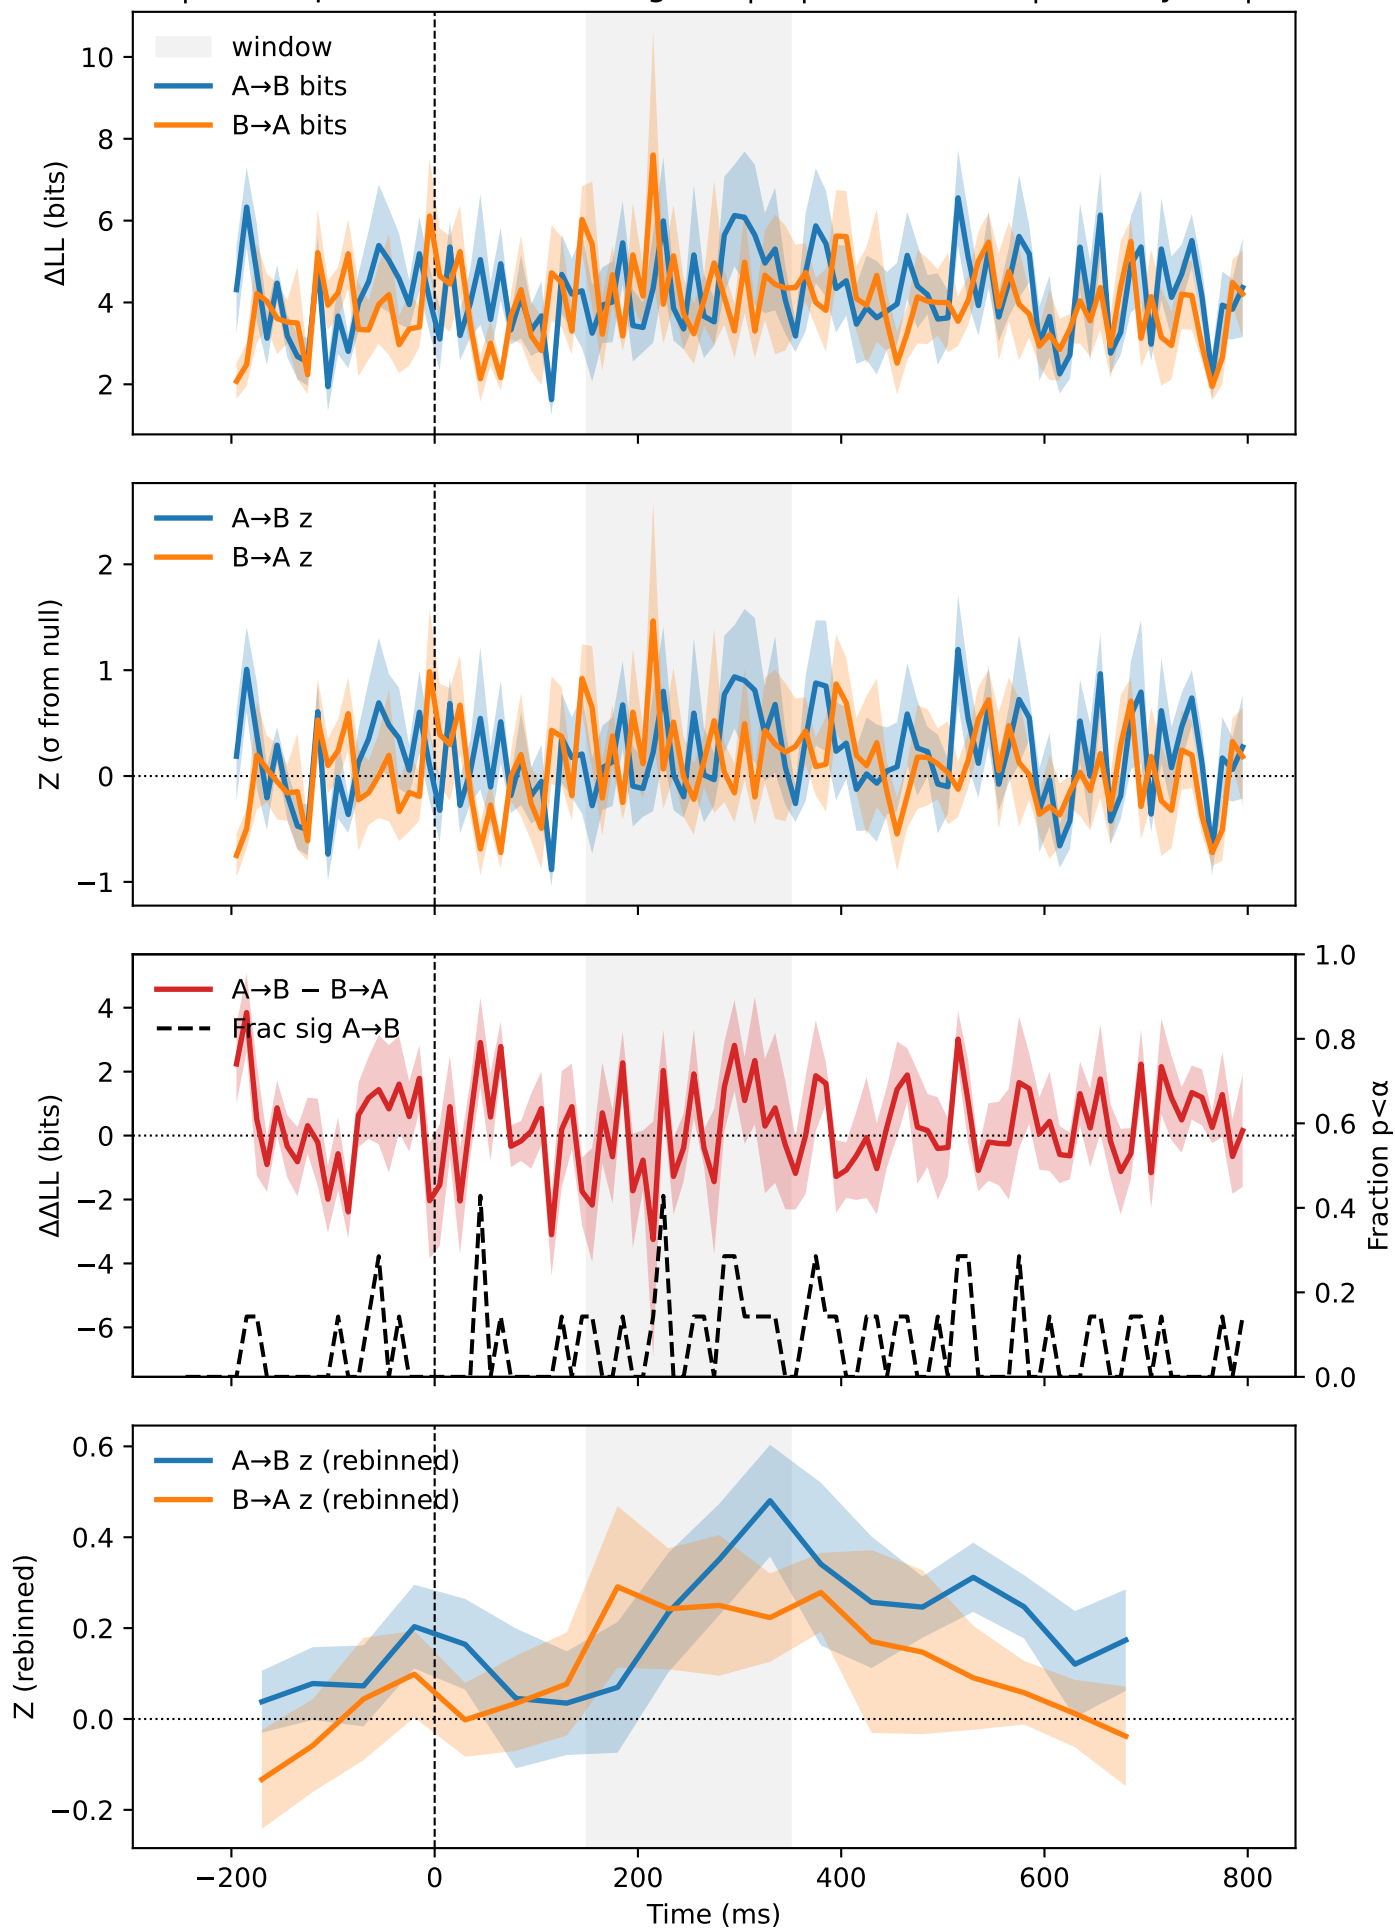 window
A→B bits
B→A bits
10
8
6
4
2
ΔLL (bits)
A→B z
B→A z
2
1
0
−1
Z (σ from null)
A→B − B→A
Frac sig A→B
4
2
0
−2
−4
−6
ΔΔLL (bits)
1.0
0.8
0.6
0.4
0.2
0.0
Fraction p<α
A→B z (rebinned)
B→A z (rebinned)
0.6
0.4
0.2
0.0
−0.2
Z (rebinned)
−200 0 200 400 600 800
Time (ms)